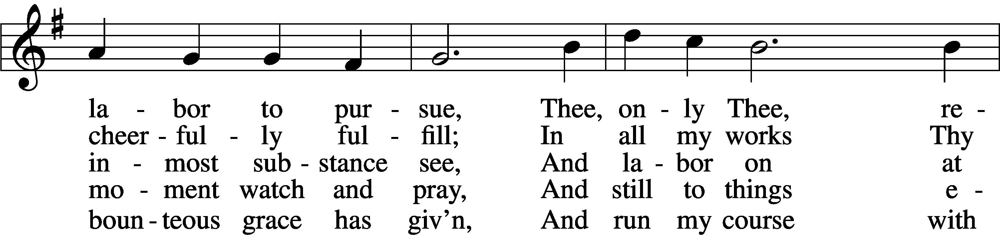 la - bor to pur - sue, Thee, on - ly Thee, re -
cheer - ful - ly ful - fill; In all my works Thy
in - most sub - stance see, And la - bor on at
mo - ment watch and pray, And still to things e -
boun - teous grace has giv’n, And run my course with